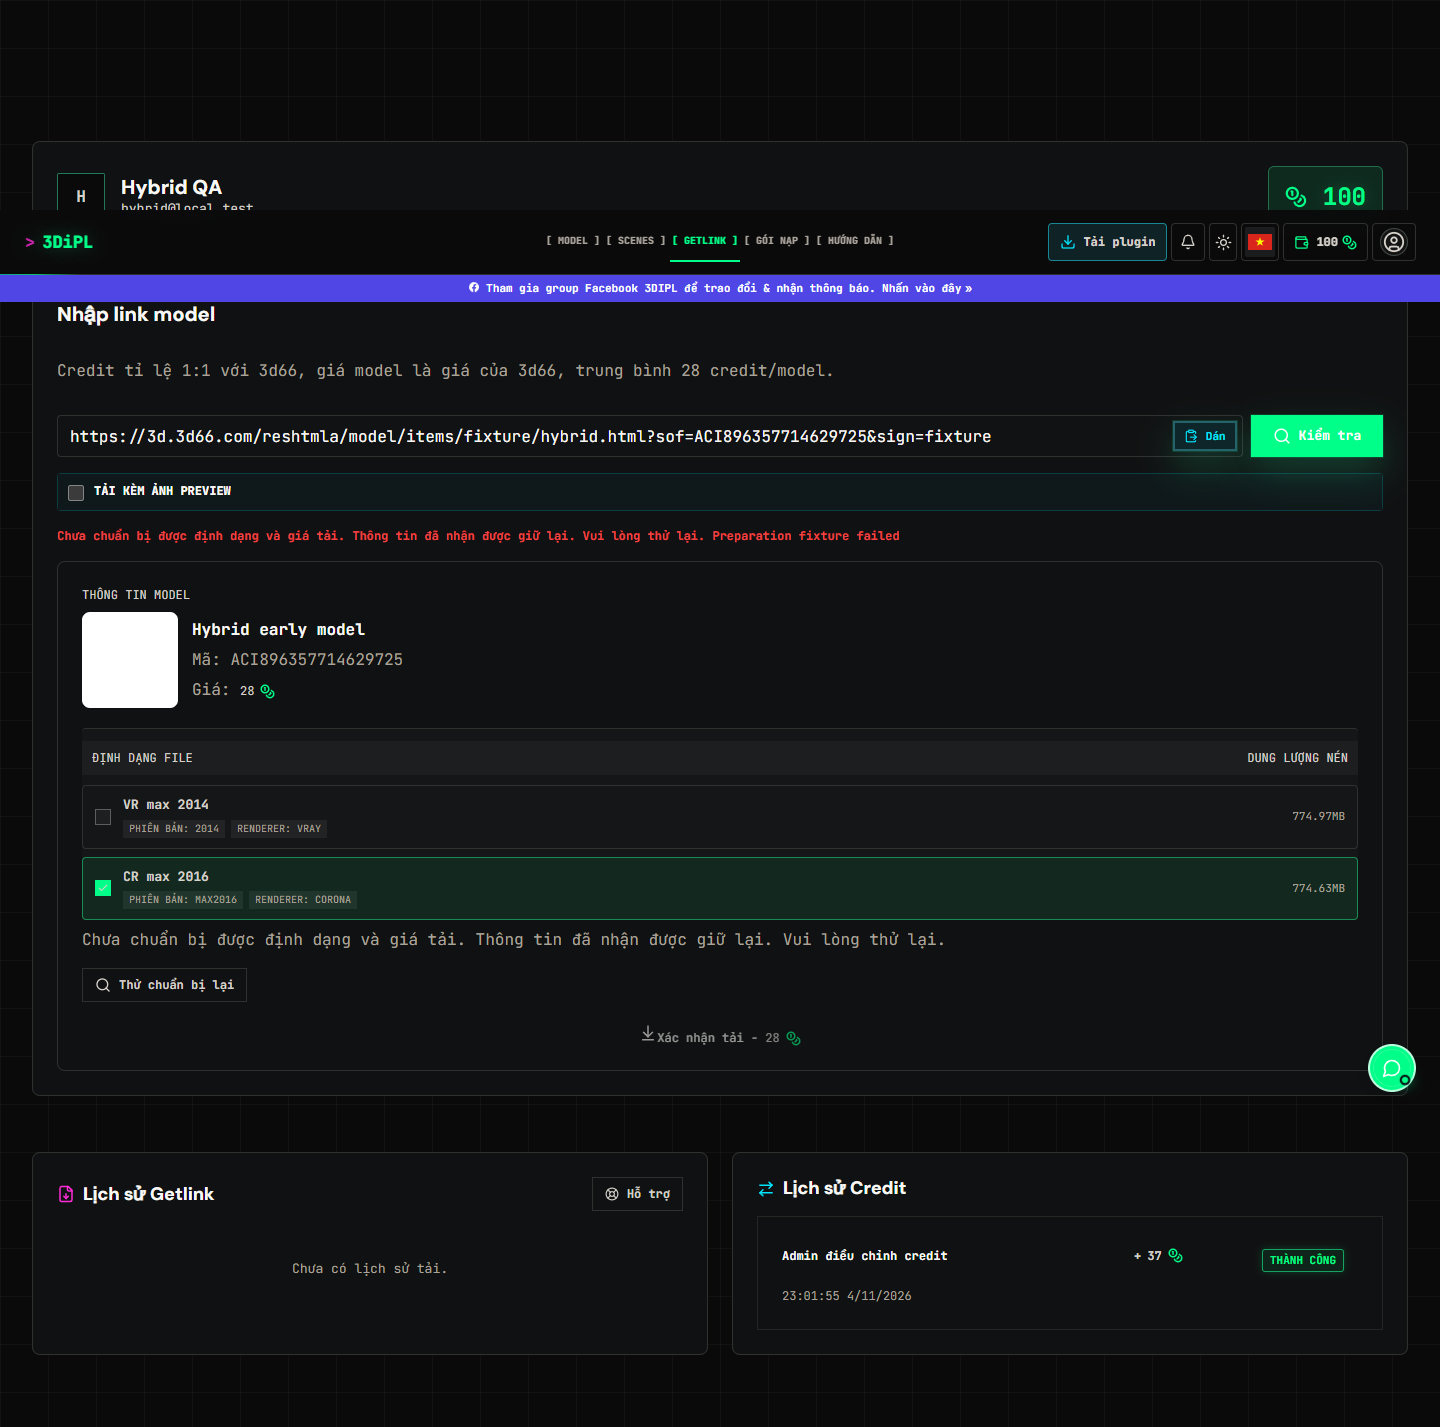 H
Hybrid QA
hybrid@local.test
100
> 3DiPL
[ MODEL ] [ SCENES ] [ GETLINK ] [ GÓI NẠP ] [ HƯỚNG DẪN ]
Tải plugin
100
Tham gia group Facebook 3DIPL để trao đổi & nhận thông báo. Nhấn vào đây »
Nhập link model
Credit tỉ lệ 1:1 với 3d66, giá model là giá của 3d66, trung bình 28 credit/model.
https://3d.3d66.com/reshtmla/model/items/fixture/hybrid.html?sof=ACI896357714629725&sign=fixture
Dán
Kiểm tra
TẢI KÈM ẢNH PREVIEW
Chưa chuẩn bị được định dạng và giá tải. Thông tin đã nhận được giữ lại. Vui lòng thử lại. Preparation fixture failed
THÔNG TIN MODEL
Hybrid early model
Mã: ACI896357714629725
Giá: 28
ĐỊNH DẠNG FILE
DUNG LƯỢNG NÉN
VR max 2014
PHIÊN BẢN: 2014 RENDERER: VRAY
774.97MB
CR max 2016
PHIÊN BẢN: MAX2016 RENDERER: CORONA
774.63MB
Chưa chuẩn bị được định dạng và giá tải. Thông tin đã nhận được giữ lại. Vui lòng thử lại.
Thử chuẩn bị lại
Xác nhận tải - 28
Lịch sử Getlink
Hỗ trợ
Chưa có lịch sử tải.
Lịch sử Credit
Admin điều chỉnh credit
+ 37
THÀNH CÔNG
23:01:55 4/11/2026